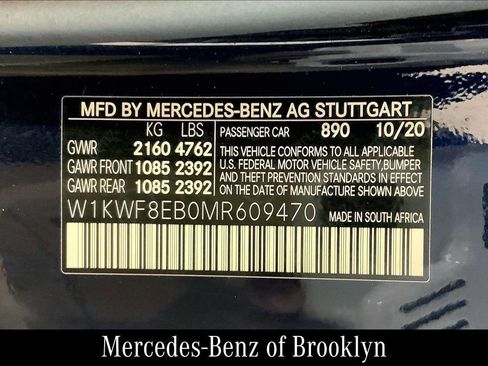 MFD BY MERCEDES-BENZ AG STUTTGART
KG LBS PASSENGER CAR 890 10/20
GVWR 2160 4762 THIS VEHICLE CONFORMS TO ALL APPLICABLE
GAWR FRONT 1085 2392 U.S. FEDERAL MOTOR VEHICLE SAFETY,BUMPER
GAWR REAR 1085 2392 AND THEFT PREVENTION STANDARDS IN EFFECT
ON THE DATE OF MANUFACTURE SHOWN ABOVE.
W1KWF8EB0MR609470 MADE IN SOUTH AFRICA
Mercedes-Benz of Brooklyn